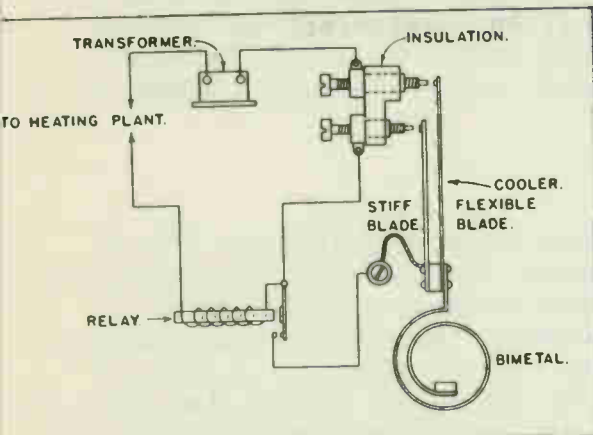 TRANSFORMER.
INSULATION.
TO HEATING PLANT.
COOLER.
FLEXIBLE
BLADE.
STIFF
BLADE
RELAY
BIMETAL.